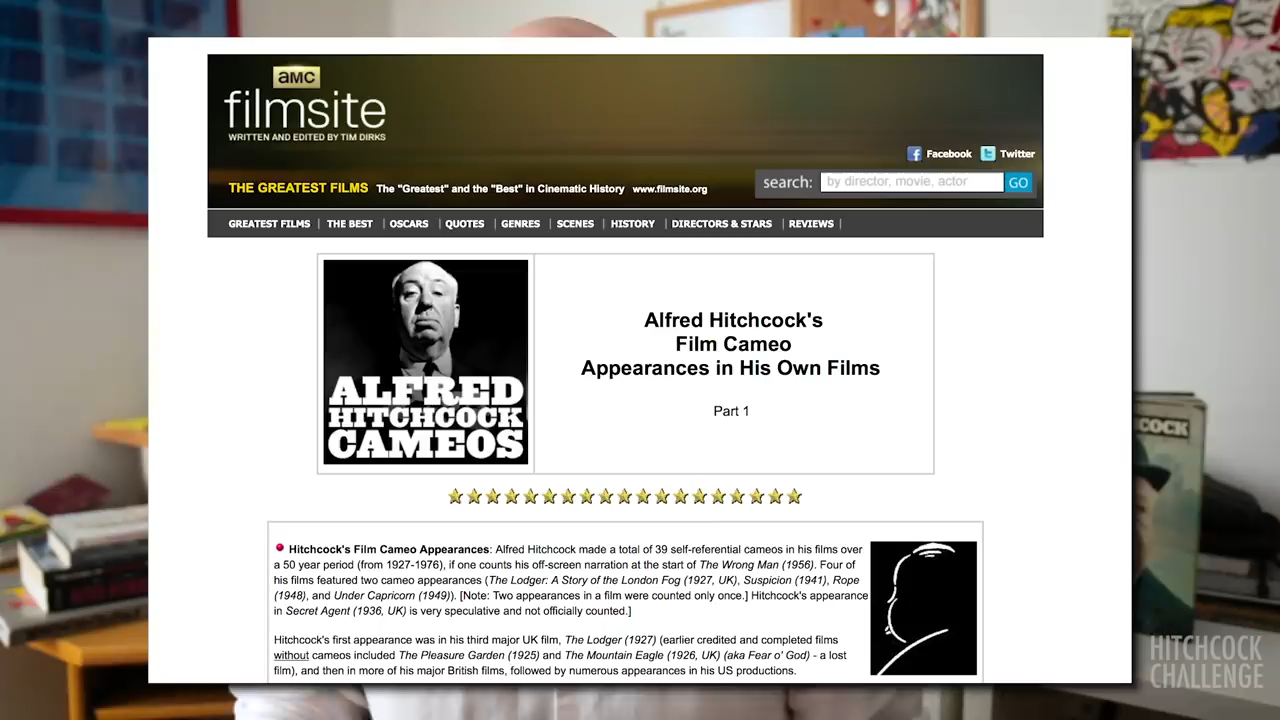 aMC
filmsite
WRITTEN AND EDITED BY TIM DIRKS
Facebook Twitter
THE GREATEST FILMS The "Greatest" and the "Best" in Cinematic History www.filmsite.org
search: by director, movie, actor GO
GREATEST FILMS | THE BEST | OSCARS | QUOTES | GENRES | SCENES | HISTORY | DIRECTORS & STARS | REVIEWS |
ALFRED
HITCHCOCK
CAMEOS
Alfred Hitchcock's
Film Cameo
Appearances in His Own Films
Part 1
Hitchcock's Film Cameo Appearances: Alfred Hitchcock made a total of 39 self-referential cameos in his films over
a 50 year period (from 1927-1976), if one counts his off-screen narration at the start of The Wrong Man (1956). Four of
his films featured two cameo appearances (The Lodger: A Story of the London Fog (1927, UK), Suspicion (1941), Rope
(1948), and Under Capricorn (1949)). [Note: Two appearances in a film were counted only once.] Hitchcock's appearance
in Secret Agent (1936, UK) is very speculative and not officially counted.]
Hitchcock's first appearance was in his third major UK film, The Lodger (1927) (earlier credited and completed films
without cameos included The Pleasure Garden (1925) and The Mountain Eagle (1926, UK) (aka Fear o' God) - a lost
film), and then in more of his major British films, followed by numerous appearances in his US productions.
COCK
HITCHCOCK
CHALLENGE